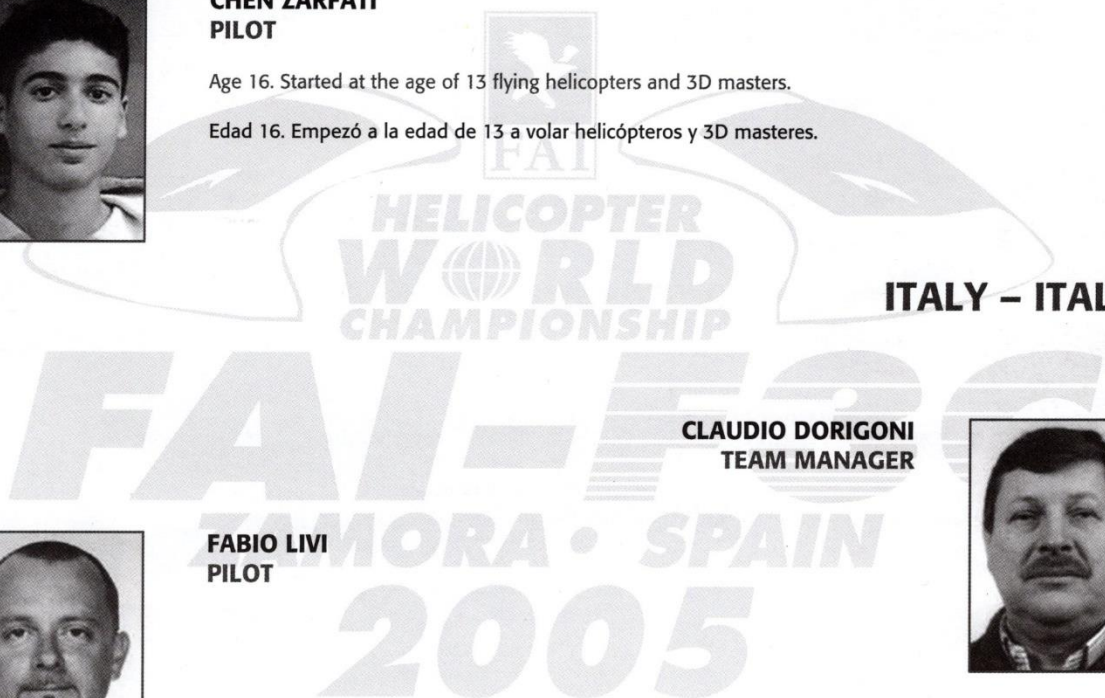 CHEN ZARFATI
PILOT
Age 16. Started at the age of 13 flying helicopters and 3D masters.
Edad 16. Empezó a la edad de 13 a volar helicópteros y 3D masteres.
FAI
HELICOPTER
WORLD
CHAMPIONSHIP
ITALY – ITAL
FAI–F3C
CLAUDIO DORIGONI
TEAM MANAGER
ZAMORA • SPAIN
FABIO LIVI
PILOT
2005